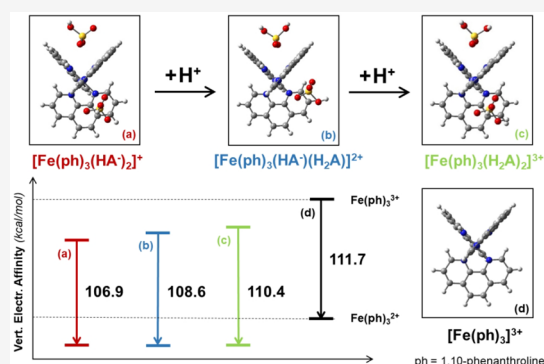 +H⁺
+H⁺
(a)
(b)
(c)
[Fe(ph)₃(HA⁻)₂]⁺
[Fe(ph)₃(HA⁻)(H₂A)]²⁺
[Fe(ph)₃(H₂A)₂]³⁺
Vert. Electr. Affinity (kcal/mol)
(a)
106.9
(b)
108.6
(c)
110.4
(d)
111.7
Fe(ph)₃³⁺
Fe(ph)₃²⁺
(d)
[Fe(ph)₃]³⁺
ph = 1,10-phenanthroline